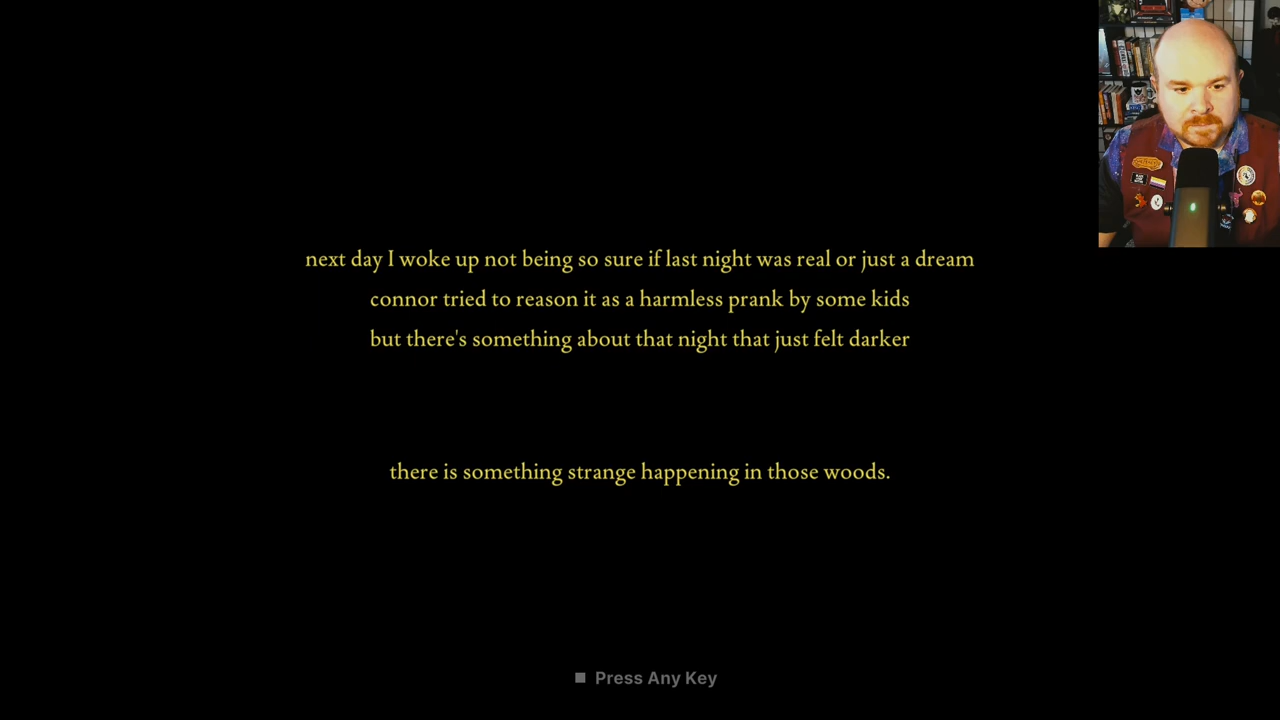 next day I woke up not being so sure if last night was real or just a dream
connor tried to reason it as a harmless prank by some kids
but there's something about that night that just felt darker
there is something strange happening in those woods.
Press Any Key